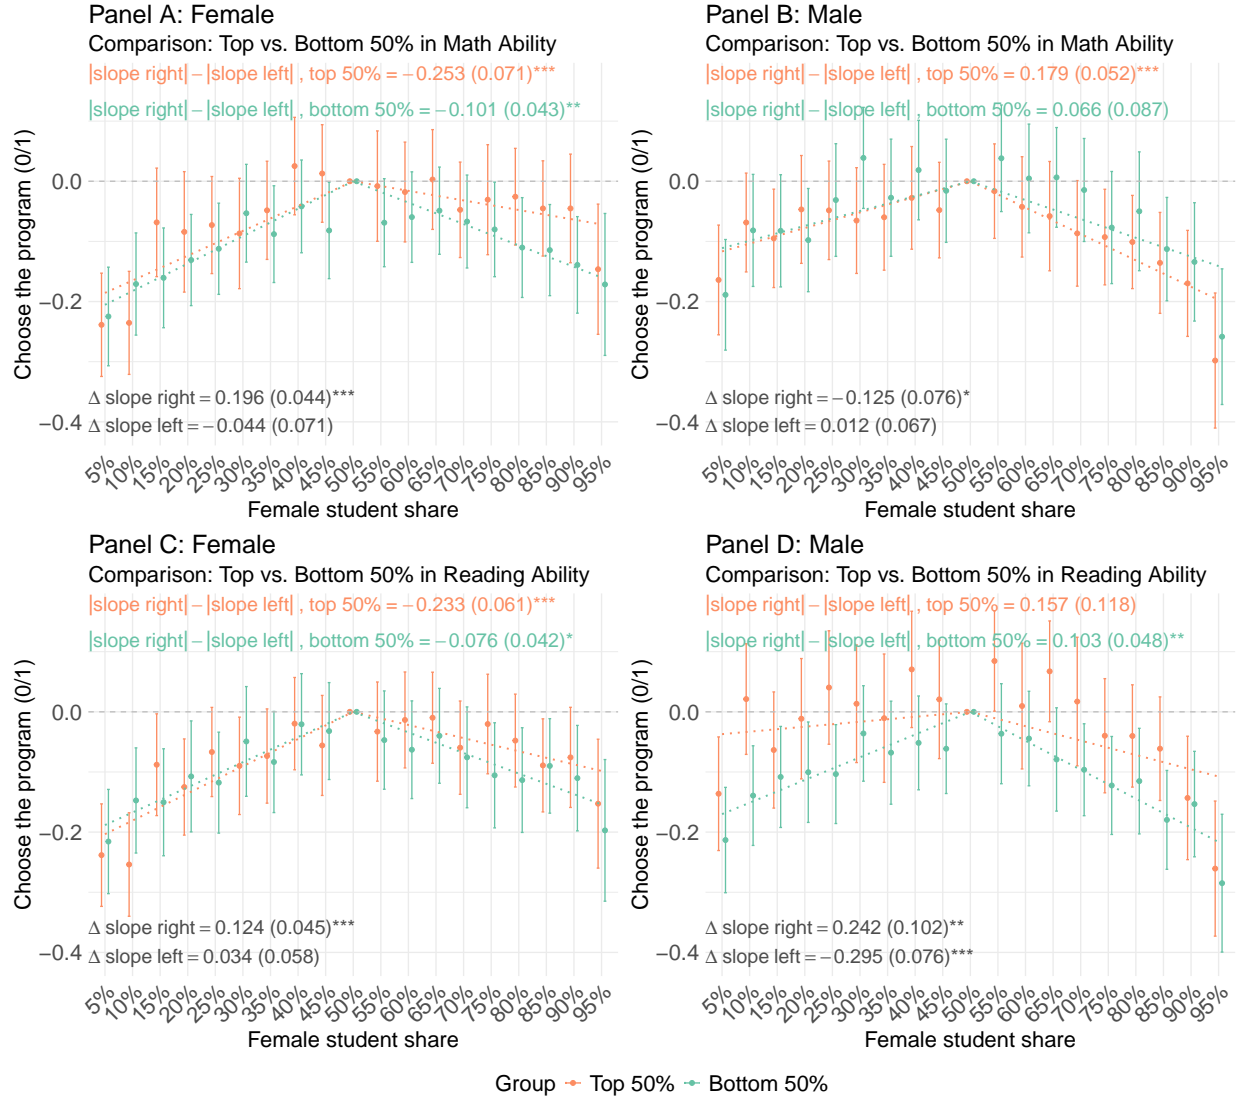 Panel A: Female
Comparison: Top vs. Bottom 50% in Math Ability
|slope right| − |slope left| , top 50% = −0.253 (0.071)***
|slope right| − |slope left| , bottom 50% = −0.101 (0.043)**
Choose the program (0/1)
0.0
−0.2
−0.4
Δ slope right = 0.196 (0.044)***
Δ slope left = −0.044 (0.071)
5% 10% 15% 20% 25% 30% 35% 40% 45% 50% 55% 60% 65% 70% 75% 80% 85% 90% 95%
Female student share
Panel B: Male
Comparison: Top vs. Bottom 50% in Math Ability
|slope right| − |slope left| , top 50% = 0.179 (0.052)***
|slope right| − |slope left| , bottom 50% = 0.066 (0.087)
Choose the program (0/1)
0.0
−0.2
−0.4
Δ slope right = −0.125 (0.076)*
Δ slope left = 0.012 (0.067)
5% 10% 15% 20% 25% 30% 35% 40% 45% 50% 55% 60% 65% 70% 75% 80% 85% 90% 95%
Female student share
Panel C: Female
Comparison: Top vs. Bottom 50% in Reading Ability
|slope right| − |slope left| , top 50% = −0.233 (0.061)***
|slope right| − |slope left| , bottom 50% = −0.076 (0.042)*
Choose the program (0/1)
0.0
−0.2
−0.4
Δ slope right = 0.124 (0.045)***
Δ slope left = 0.034 (0.058)
5% 10% 15% 20% 25% 30% 35% 40% 45% 50% 55% 60% 65% 70% 75% 80% 85% 90% 95%
Female student share
Panel D: Male
Comparison: Top vs. Bottom 50% in Reading Ability
|slope right| − |slope left| , top 50% = 0.157 (0.118)
|slope right| − |slope left| , bottom 50% = 0.103 (0.048)**
Choose the program (0/1)
0.0
−0.2
−0.4
Δ slope right = 0.242 (0.102)**
Δ slope left = −0.295 (0.076)***
5% 10% 15% 20% 25% 30% 35% 40% 45% 50% 55% 60% 65% 70% 75% 80% 85% 90% 95%
Female student share
Group Top 50% Bottom 50%